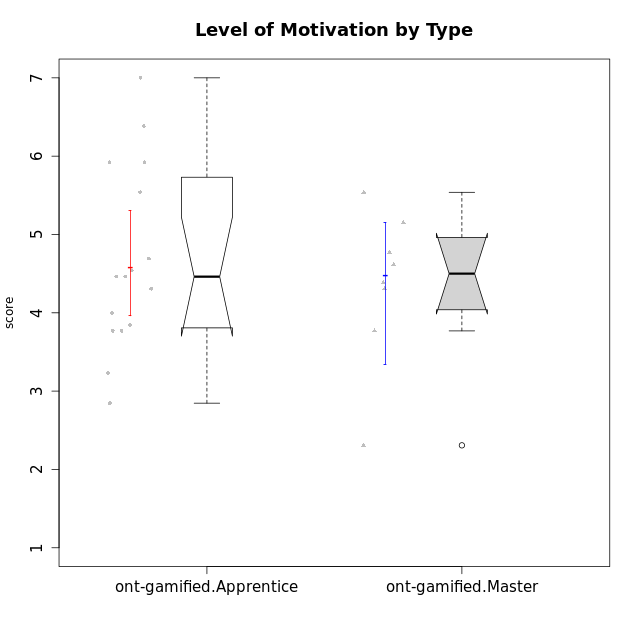 Level of Motivation by Type
7
6
5
4
3
2
1
score
ont-gamified.Apprentice
ont-gamified.Master